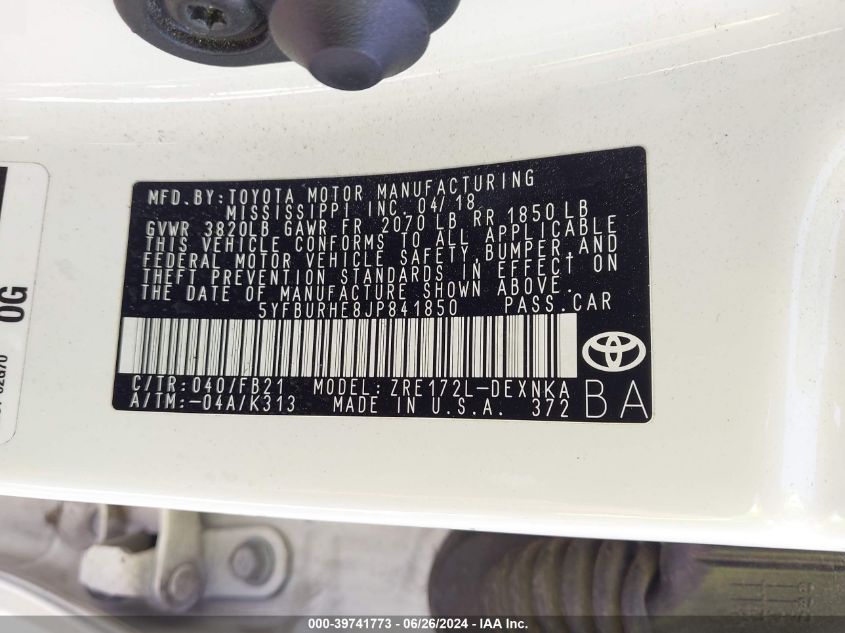 MFD. BY: TOYOTA MOTOR MANUFACTURING
MISSISSIPPI INC. 04/18
GVWR 3820LB GAWR FR 2070 LB RR 1850 LB
THIS VEHICLE CONFORMS TO ALL APPLICABLE
FEDERAL MOTOR VEHICLE SAFETY, BUMPER, AND
THEFT PREVENTION STANDARDS IN EFFECT ON
THE DATE OF MANUFACTURE SHOWN ABOVE.
5YFBURHE8JP841850 PASS. CAR
C/TR: 040/FB21 MODEL: ZRE172L-DEXNKA
A/TM: -04A/K313 MADE IN U.S.A. 372
BA
OG
000-39741773 - 06/26/2024 - IAA Inc.